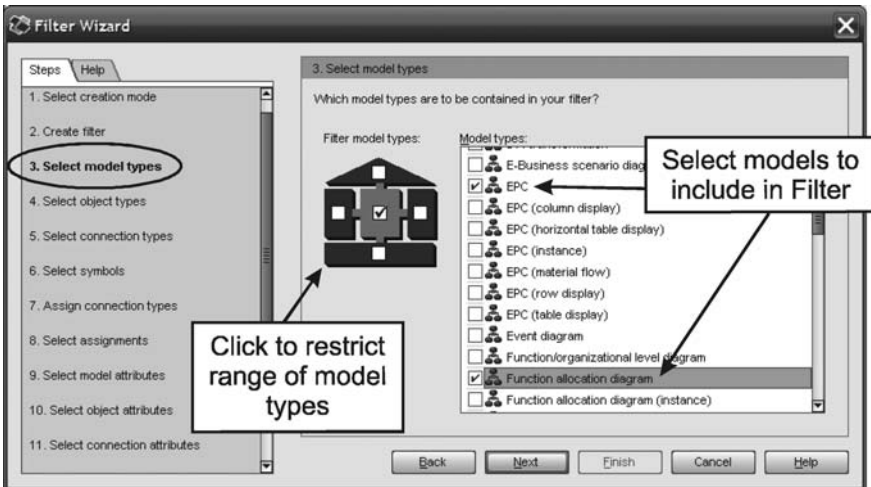 Filter Wizard
Steps Help
1. Select creation mode
2. Create filter
3. Select model types
4. Select object types
5. Select connection types
6. Select symbols
7. Assign connection types
8. Select assignments
9. Select model attributes
10. Select object attributes
11. Select connection attributes
3. Select model types
Which model types are to be contained in your filter?
Filter model types:
Model types:
E-Business scenario diag
EPC
EPC (column display)
EPC (horizontal table display)
EPC (instance)
EPC (material flow)
EPC (row display)
EPC (table display)
Event diagram
Function/organizational level diagram
Function allocation diagram
Function allocation diagram (instance)
Select models to
include in Filter
Click to restrict
range of model
types
Back Next Finish Cancel Help